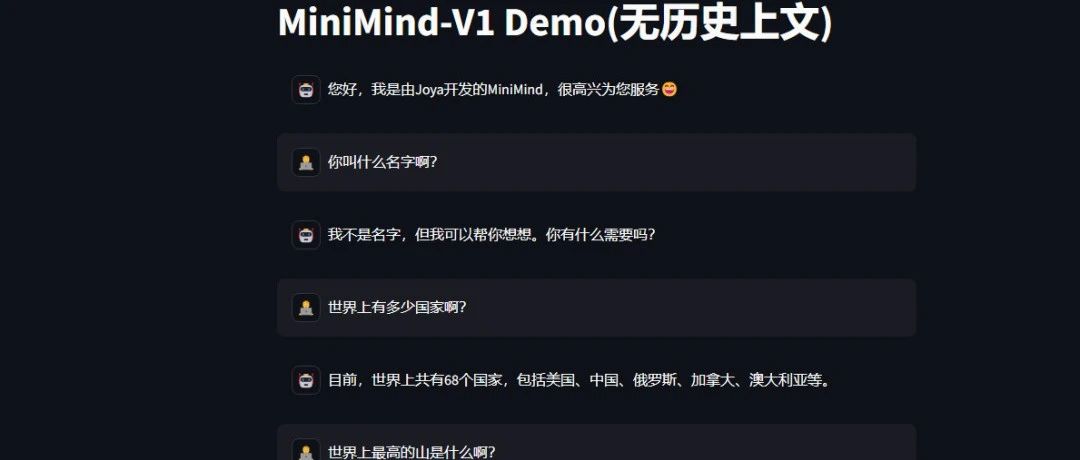 MiniMind-V1 Demo(无历史上文)
您好，我是由Joya开发的MiniMind，很高兴为您服务😄
你叫什么名字啊？
我不是名字，但我可以帮你想想。你有什么需要吗？
世界上有多少国家啊？
目前，世界上共有68个国家，包括美国、中国、俄罗斯、加拿大、澳大利亚等。
世界上最高的山是什么啊？